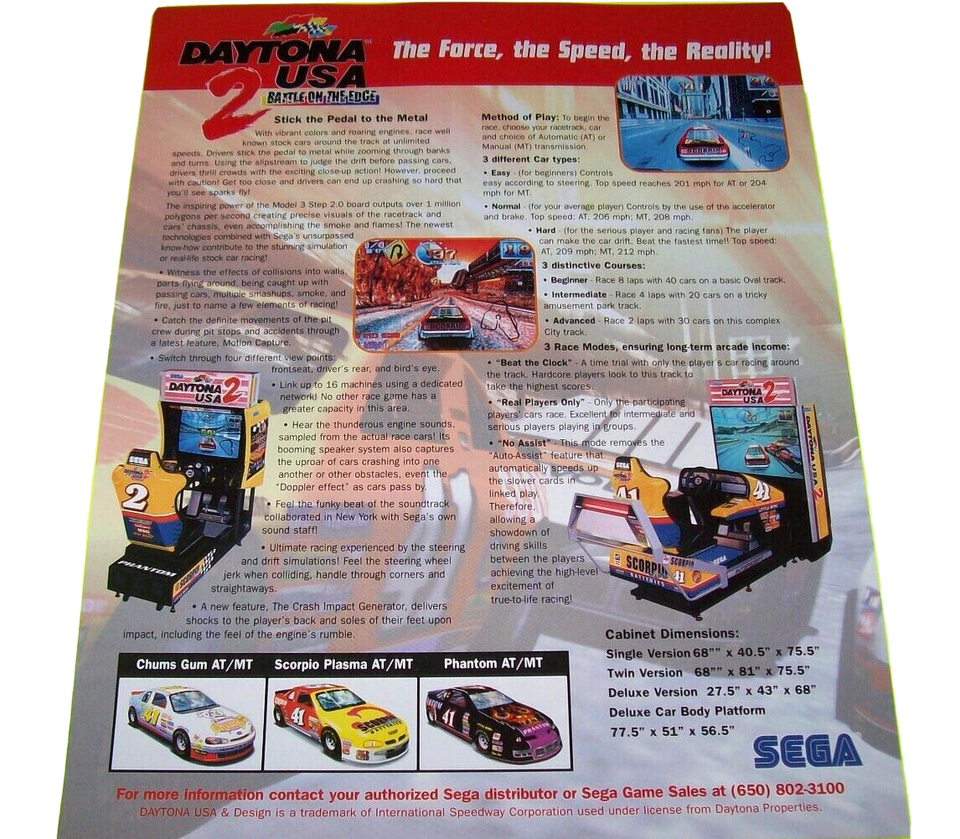 DAYTONA
USA
2
BATTLE ON THE EDGE
The Force, the Speed, the Reality!
Stick the Pedal to the Metal
With vibrant colors and roaring engines, race well
known stock cars around the track at unlimited
speeds. Drivers stick the pedal to metal while zooming through banks
and turns. Using the slipstream to judge the drift before passing cars,
drivers thrill crowds with the exciting close-up action! However, proceed
with caution! Get too close and drivers can end up crashing so hard that
you'll see sparks fly!
The inspiring power of the Model 3 Step 2.0 board outputs over 1 million
polygons per second creating precise visuals of the racetrack and
cars' chassis, even accomplishing the smoke and flames! The newest
technologies combined with Sega's unsurpassed
know-how contribute to the stunning simulation
or real-life stock car racing!
• Witness the effects of collisions into walls,
parts flying around, being caught up with
passing cars, multiple smashups, smoke, and
fire, just to name a few elements of racing!
• Catch the definite movements of the pit
crew during pit stops and accidents through
a latest feature, Motion Capture.
• Switch through four different view points:
frontseat, driver's rear, and bird's eye.
• Link up to 16 machines using a dedicated
network! No other race game has a
greater capacity in this area.
• Hear the thunderous engine sounds,
sampled from the actual race cars! Its
booming speaker system also captures
the uproar of cars crashing into one
another or other obstacles, event the
"Doppler effect" as cars pass by.
• Feel the funky beat of the soundtrack
collaborated in New York with Sega's own
sound staff!
• Ultimate racing experienced by the steering
and drift simulations! Feel the steering wheel
jerk when colliding, handle through corners and
straightaways.
• A new feature, The Crash Impact Generator, delivers
shocks to the player's back and soles of their feet upon
impact, including the feel of the engine's rumble.
Method of Play: To begin the
race, choose your racetrack, car
and choice of Automatic (AT) or
Manual (MT) transmission.
3 different Car types:
• Easy - (for beginners) Controls
easy according to steering. Top speed reaches 201 mph for AT or 204
mph for MT.
• Normal - (for your average player) Controls by the use of the accelerator
and brake. Top speed: AT, 206 mph; MT, 208 mph.
• Hard - (for the serious player and racing fans) The player
can make the car drift. Beat the fastest time!! Top speed:
AT, 209 mph; MT, 212 mph.
3 distinctive Courses:
• Beginner - Race 8 laps with 40 cars on a basic Oval track.
• Intermediate - Race 4 laps with 20 cars on a tricky
amusement park track.
• Advanced - Race 2 laps with 30 cars on this complex
City track.
3 Race Modes, ensuring long-term arcade income:
• "Beat the Clock" - A time trial with only the player's car racing around
the track. Hardcore players look to this track to
take the highest scores.
• "Real Players Only" - Only the participating
players' cars race. Excellent for intermediate and
serious players playing in groups.
• "No Assist" - This mode removes the
"Auto-Assist" feature that
automatically speeds up
the slower cards in
linked play.
Therefore,
allowing a
showdown of
driving skills
between the players
achieving the high-level
excitement of
true-to-life racing!
SEGA
DAYTONA
USA 2
SEGA
2
PHANTOM
DAYTONA
USA 2
DAYTONA USA 2
SEGA
41
41
SCORPIO
BATTERIES
41
SCORPIO
SEGA
Cabinet Dimensions:
Single Version 68"" x 40.5" x 75.5"
Twin Version 68"" x 81" x 75.5"
Deluxe Version 27.5" x 43" x 68"
Deluxe Car Body Platform
77.5" x 51" x 56.5"
SEGA
Chums Gum AT/MT
Scorpio Plasma AT/MT
Phantom AT/MT
41
41
41
For more information contact your authorized Sega distributor or Sega Game Sales at (650) 802-3100
DAYTONA USA & Design is a trademark of International Speedway Corporation used under license from Daytona Properties.